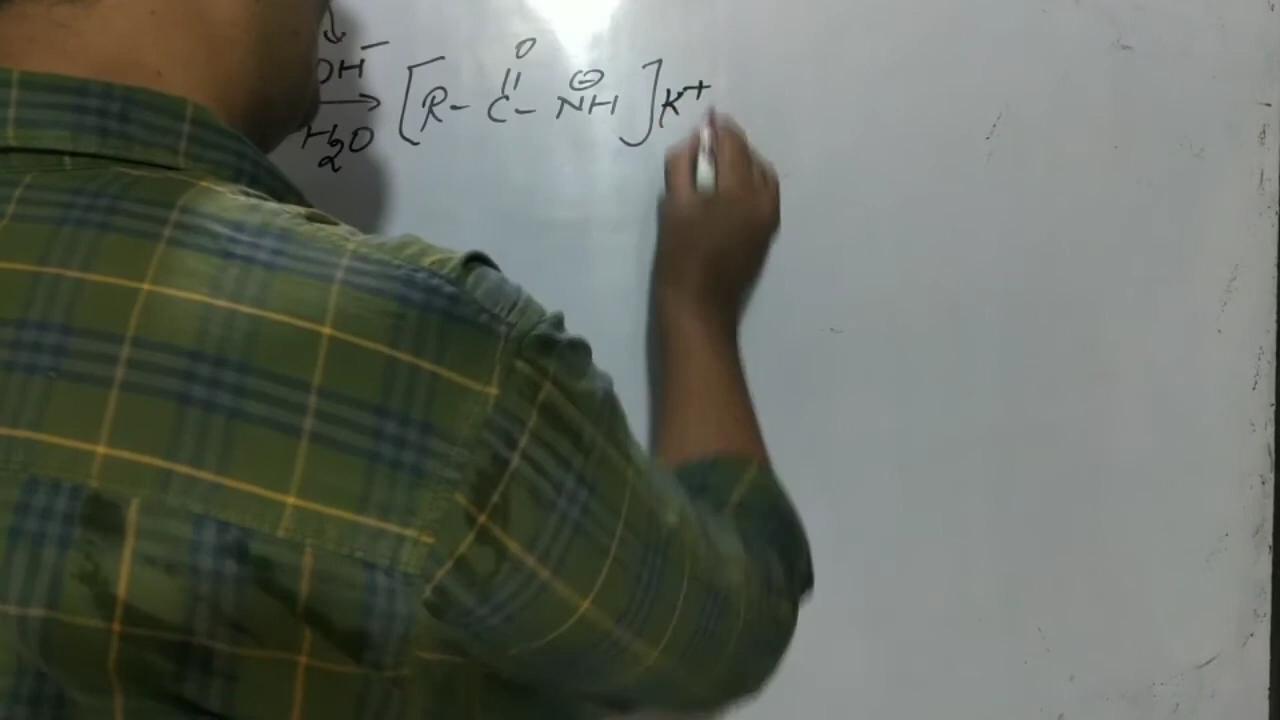 OH⁻
O
[R-C-NH]K⁺
‖ ⊖
H₂O